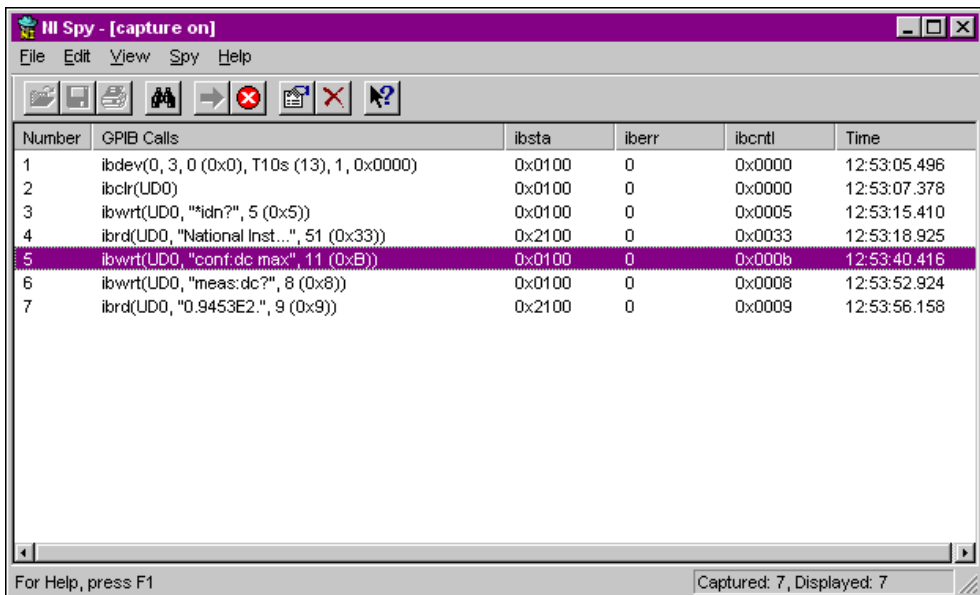 NI Spy - [capture on]
File Edit View Spy Help
Number GPIB Calls ibsta iberr ibcntl Time
1 ibdev(0, 3, 0 (0x0), T10s (13), 1, 0x0000) 0x0100 0 0x0000 12:53:05.496
2 ibclr(UD0) 0x0100 0 0x0000 12:53:07.378
3 ibwrt(UD0, "*idn?", 5 (0x5)) 0x0100 0 0x0005 12:53:15.410
4 ibrd(UD0, "National Inst...", 51 (0x33)) 0x2100 0 0x0033 12:53:18.925
5 ibwrt(UD0, "conf:dc max", 11 (0xB)) 0x0100 0 0x000b 12:53:40.416
6 ibwrt(UD0, "meas:dc?", 8 (0x8)) 0x0100 0 0x0008 12:53:52.924
7 ibrd(UD0, "0.9453E2.", 9 (0x9)) 0x2100 0 0x0009 12:53:56.158
For Help, press F1 Captured: 7, Displayed: 7